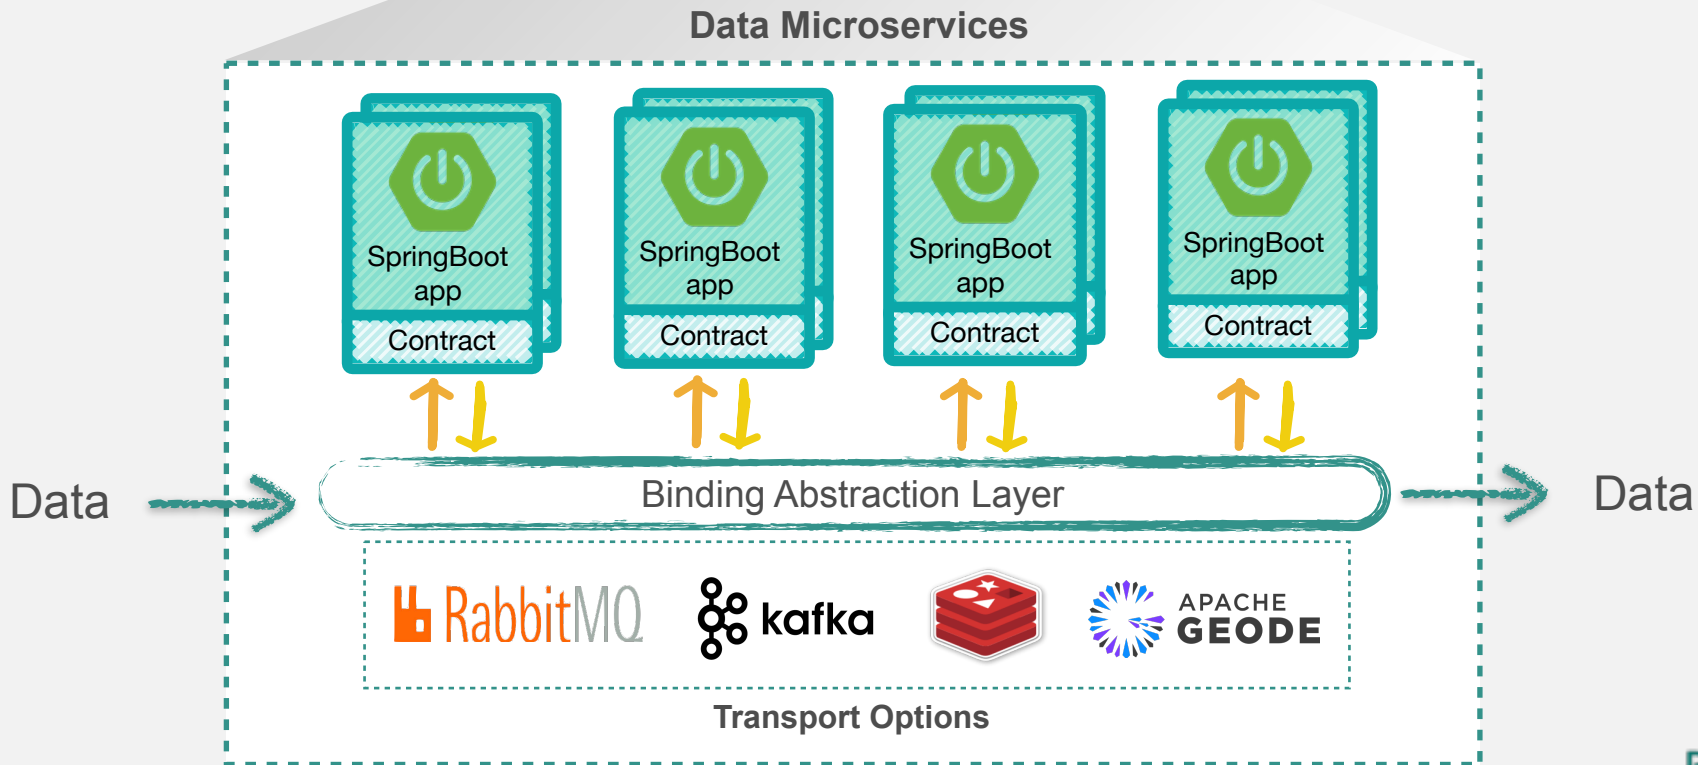 Data Microservices
SpringBoot
app
Contract
SpringBoot
app
Contract
SpringBoot
app
Contract
SpringBoot
app
Contract
Data
Binding Abstraction Layer
Data
RabbitMQ
kafka
APACHE
GEODE
Transport Options